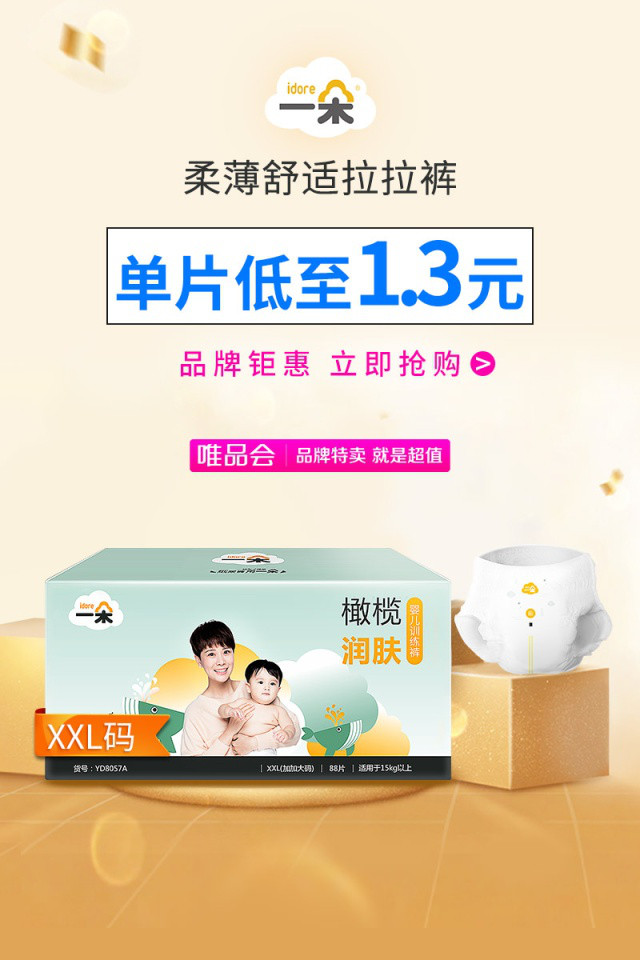 idore
一朵
柔薄舒适拉拉裤
单片低至1.3元
品牌钜惠 立即抢购
唯品会 品牌特卖 就是超值
一朵
idore
一朵
橄榄
润肤
婴儿训练裤
XXL码
货号：YD8057A
XXL(加加大码)
88片
适用于15kg以上